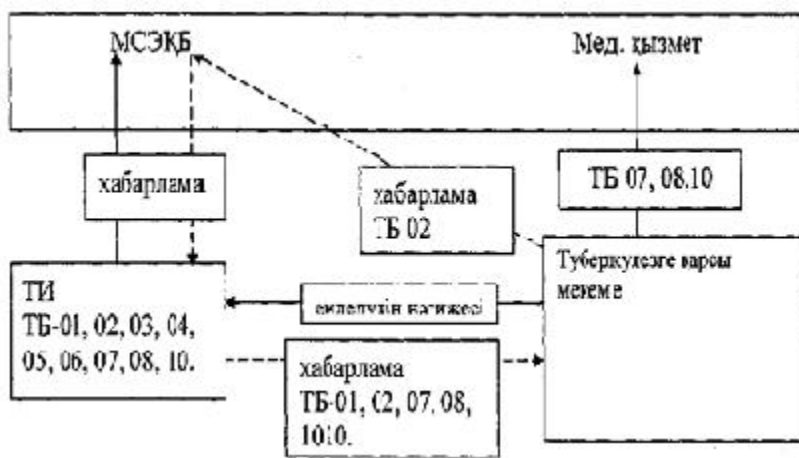 МСЭҚБ
Мед. қызмет
хабарлама
хабарлама
ТБ 02
ТБ 07, 08.10
ТИ
ТБ-01, 02, 03, 04,
05, 06, 07, 08, 10.
Туберкулезге қарсы
мекеме
нәтижесі
хабарлама
ТБ-01, 02, 07, 08,
1010.